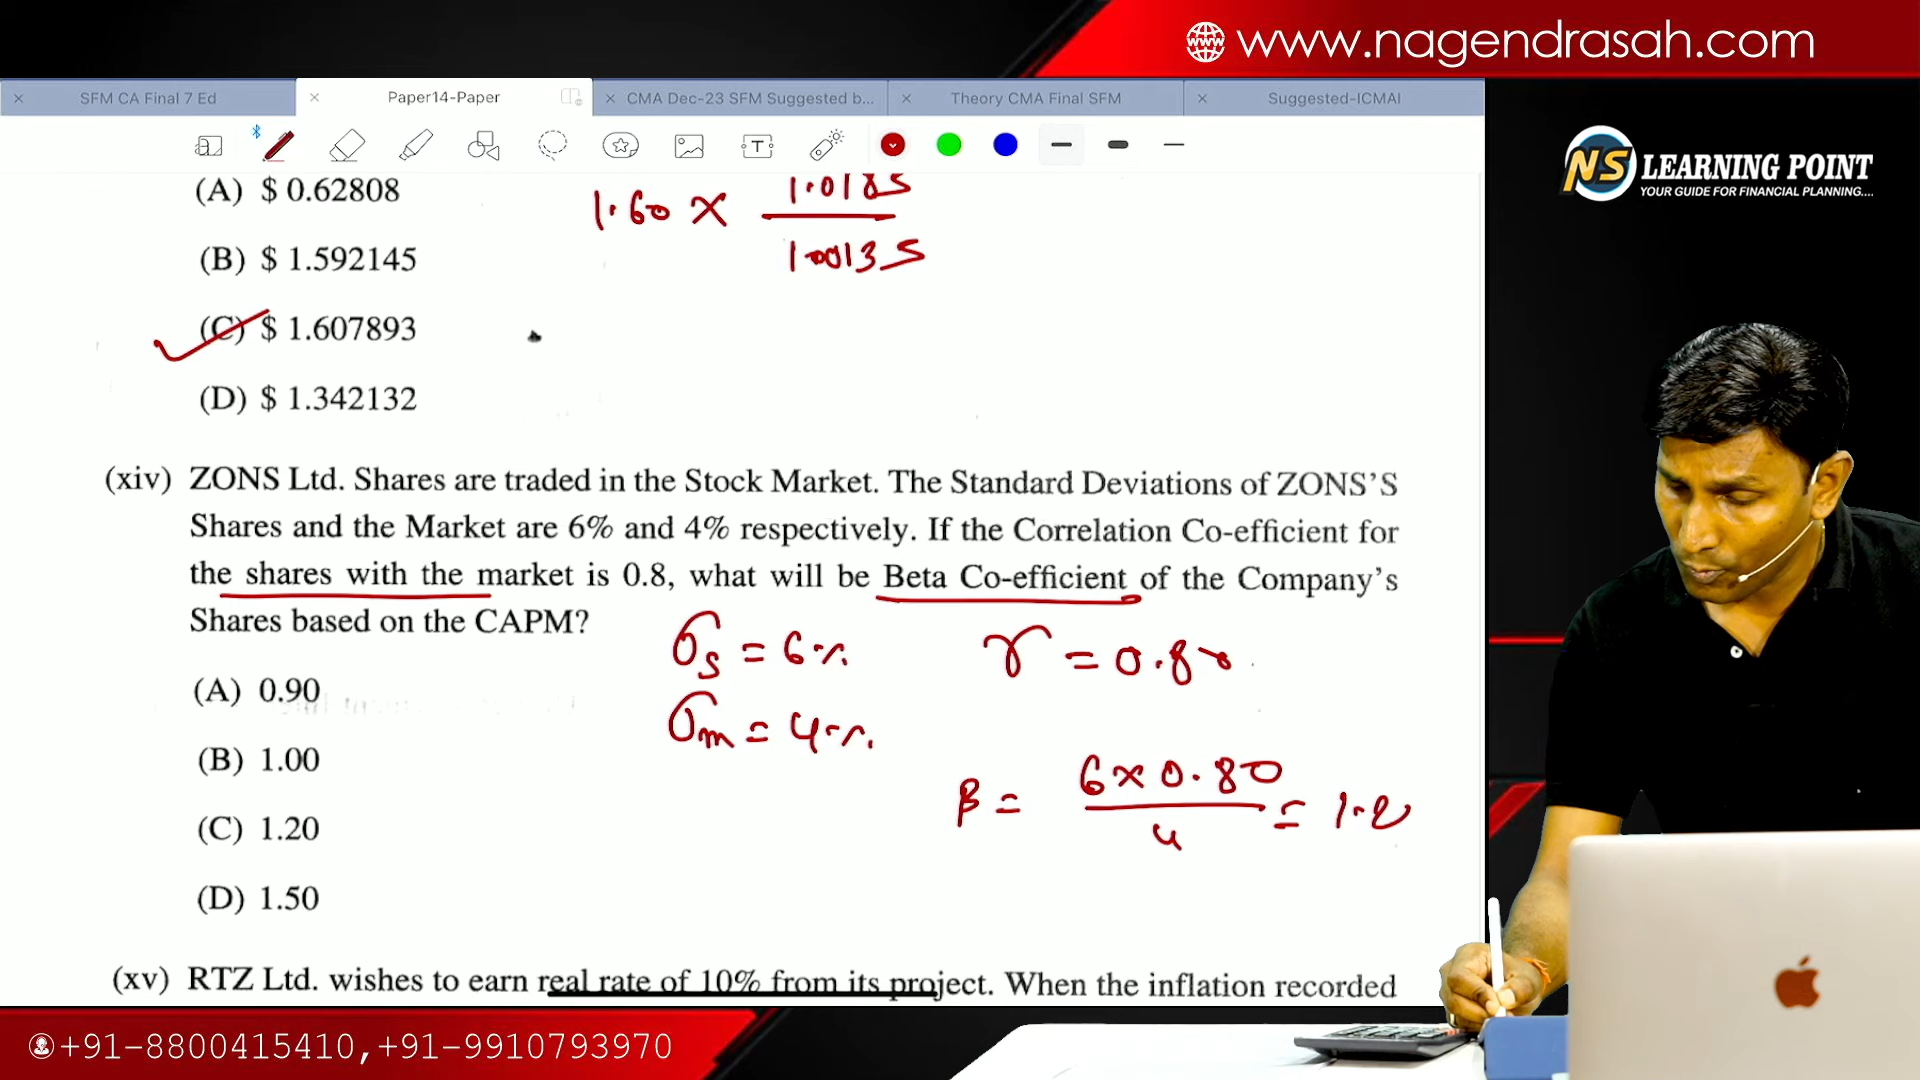 www.nagendrasah.com
SFM CA Final 7 Ed
Paper14-Paper
CMA Dec-23 SFM Suggested b...
Theory CMA Final SFM
Suggested-ICMAI
NS LEARNING POINT
YOUR GUIDE FOR FINANCIAL PLANNING....
(A) $ 0.62808
1.60 × 1.0185
1.00135
(B) $ 1.592145
(C) $ 1.607893
(D) $ 1.342132
(xiv) ZONS Ltd. Shares are traded in the Stock Market. The Standard Deviations of ZONS'S
Shares and the Market are 6% and 4% respectively. If the Correlation Co-efficient for
the shares with the market is 0.8, what will be Beta Co-efficient of the Company's
Shares based on the CAPM?
σs = 6%
r = 0.80
σm = 4%
(A) 0.90
(B) 1.00
β = 6 × 0.80
4
= 1.2
(C) 1.20
(D) 1.50
(xv) RTZ Ltd. wishes to earn real rate of 10% from its project. When the inflation recorded
+91-8800415410,+91-9910793970